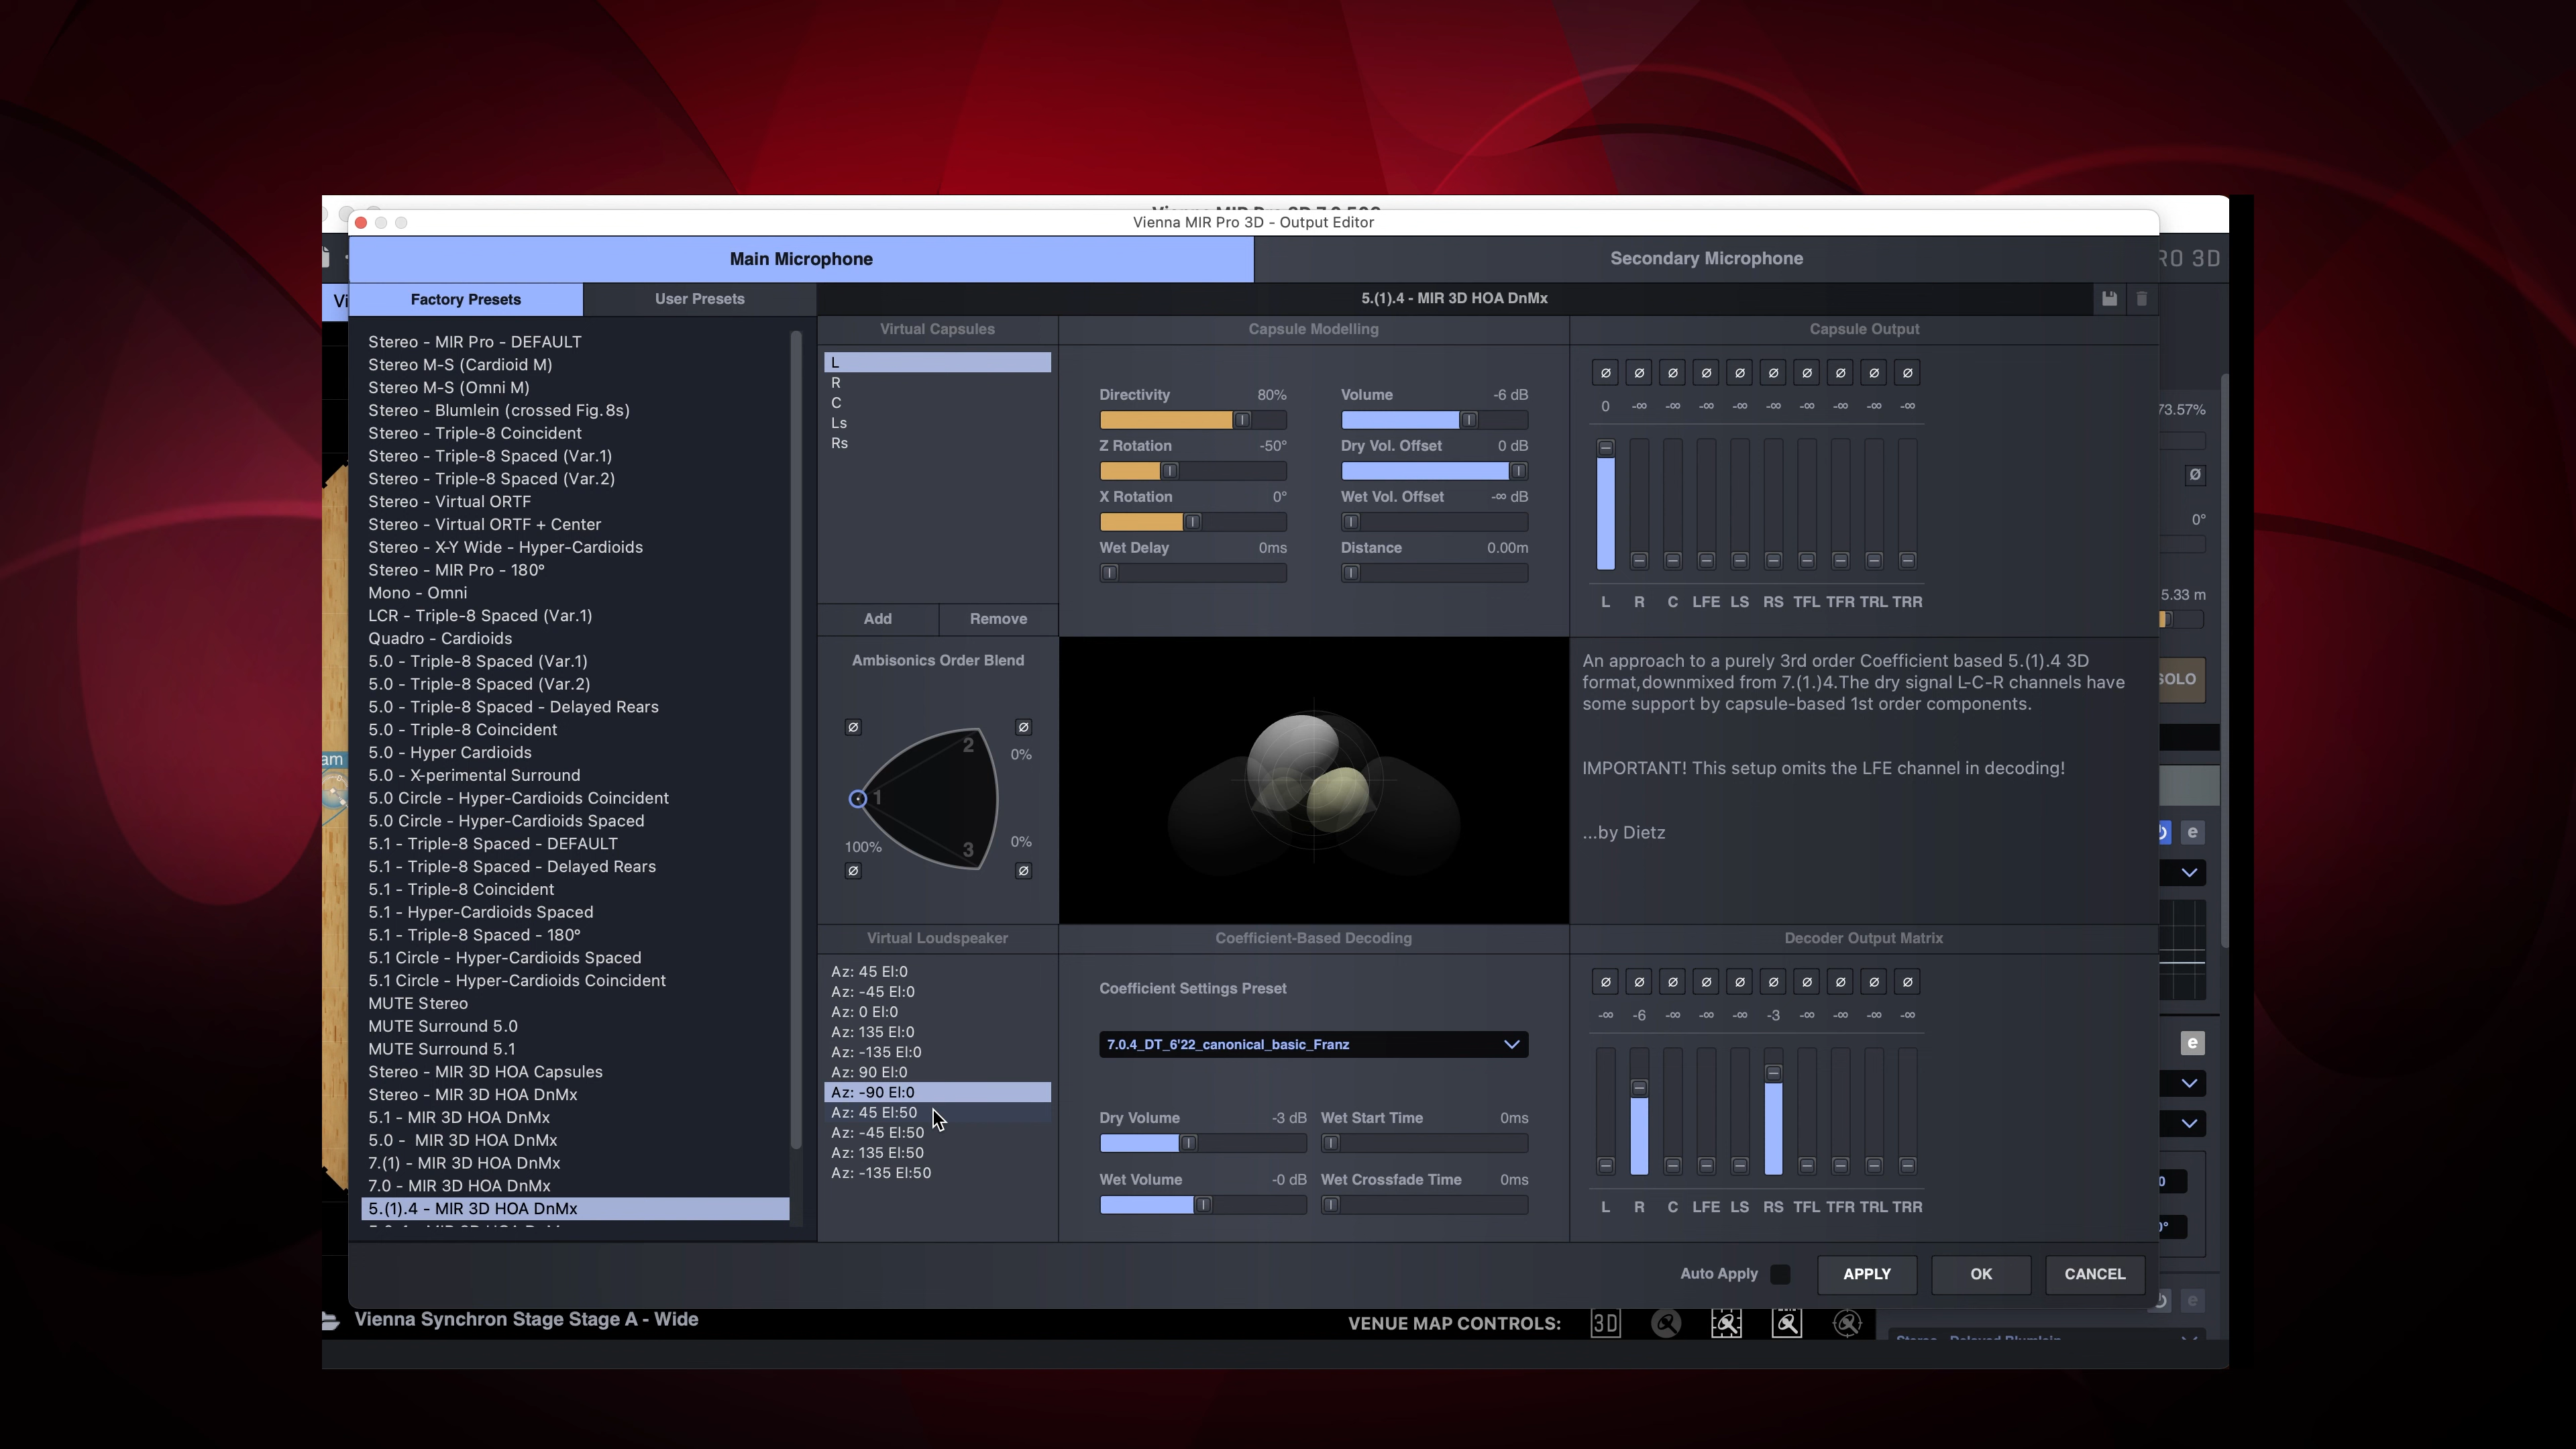 Vienna MIR Pro 3D - Output Editor
Main Microphone
Secondary Microphone
RO 3D
Factory Presets
User Presets
5.(1).4 - MIR 3D HOA DnMx
Stereo - MIR Pro - DEFAULT
Stereo M-S (Cardioid M)
Stereo M-S (Omni M)
Stereo - Blumlein (crossed Fig.8s)
Stereo - Triple-8 Coincident
Stereo - Triple-8 Spaced (Var.1)
Stereo - Triple-8 Spaced (Var.2)
Stereo - Virtual ORTF
Stereo - Virtual ORTF + Center
Stereo - X-Y Wide - Hyper-Cardioids
Stereo - MIR Pro - 180°
Mono - Omni
LCR - Triple-8 Spaced (Var.1)
Quadro - Cardioids
5.0 - Triple-8 Spaced (Var.1)
5.0 - Triple-8 Spaced (Var.2)
5.0 - Triple-8 Spaced - Delayed Rears
5.0 - Triple-8 Coincident
5.0 - Hyper Cardioids
5.0 - X-perimental Surround
5.0 Circle - Hyper-Cardioids Coincident
5.0 Circle - Hyper-Cardioids Spaced
5.1 - Triple-8 Spaced - DEFAULT
5.1 - Triple-8 Spaced - Delayed Rears
5.1 - Triple-8 Coincident
5.1 - Hyper-Cardioids Spaced
5.1 - Triple-8 Spaced - 180°
5.1 Circle - Hyper-Cardioids Spaced
5.1 Circle - Hyper-Cardioids Coincident
MUTE Stereo
MUTE Surround 5.0
MUTE Surround 5.1
Stereo - MIR 3D HOA Capsules
Stereo - MIR 3D HOA DnMx
5.1 - MIR 3D HOA DnMx
5.0 - MIR 3D HOA DnMx
7.(1) - MIR 3D HOA DnMx
7.0 - MIR 3D HOA DnMx
5.(1).4 - MIR 3D HOA DnMx
Virtual Capsules
L
R
C
Ls
Rs
Add Remove
Capsule Modelling
Directivity 80%
Z Rotation -50°
X Rotation 0°
Wet Delay 0ms
Volume -6 dB
Dry Vol. Offset 0 dB
Wet Vol. Offset -∞ dB
Distance 0.00m
Capsule Output
Ø Ø Ø Ø Ø Ø Ø Ø Ø Ø
0 -∞ -∞ -∞ -∞ -∞ -∞ -∞ -∞ -∞
L R C LFE LS RS TFL TFR TRL TRR
Ambisonics Order Blend
Ø Ø
2 0%
1
100% 3 0%
Ø Ø
An approach to a purely 3rd order Coefficient based 5.(1).4 3D
format,downmixed from 7.(1.)4.The dry signal L-C-R channels have
some support by capsule-based 1st order components.
IMPORTANT! This setup omits the LFE channel in decoding!
...by Dietz
Virtual Loudspeaker
Az: 45 El:0
Az: -45 El:0
Az: 0 El:0
Az: 135 El:0
Az: -135 El:0
Az: 90 El:0
Az: -90 El:0
Az: 45 El:50
Az: -45 El:50
Az: 135 El:50
Az: -135 El:50
Coefficient-Based Decoding
Coefficient Settings Preset
7.0.4_DT_6'22_canonical_basic_Franz
Dry Volume -3 dB Wet Start Time 0ms
Wet Volume -0 dB Wet Crossfade Time 0ms
Decoder Output Matrix
Ø Ø Ø Ø Ø Ø Ø Ø Ø Ø
-∞ -6 -∞ -∞ -∞ -3 -∞ -∞ -∞ -∞
L R C LFE LS RS TFL TFR TRL TRR
Auto Apply APPLY OK CANCEL
Vienna Synchron Stage Stage A - Wide
VENUE MAP CONTROLS: 3D
73.57%
Ø
0°
5.33 m
SOLO
e
e
e
am
Vi